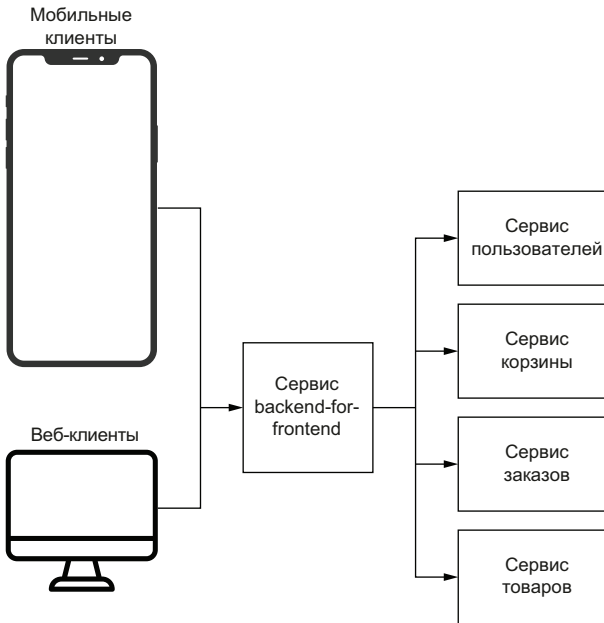 Мобильные
клиенты
Сервис
пользователей
Сервис
корзины
Сервис
backend-for-
frontend
Веб-клиенты
Сервис
заказов
Сервис
товаров